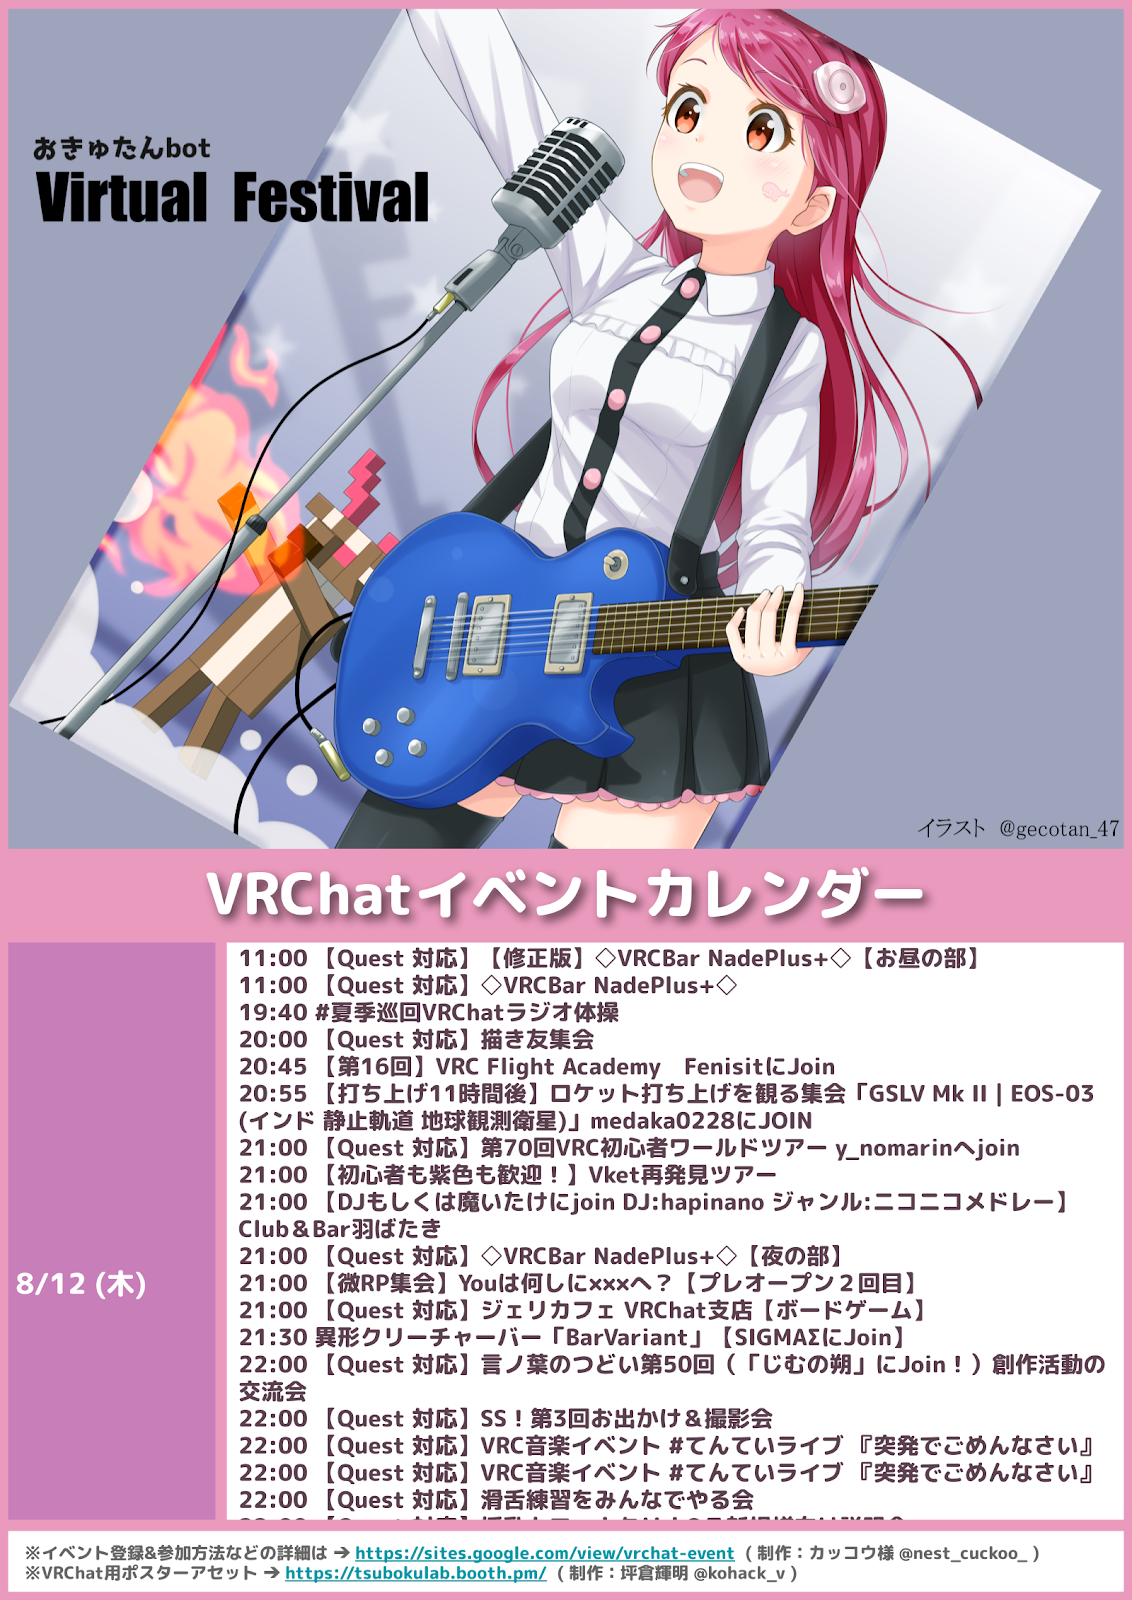 おきゅたんbot
Virtual Festival
イラスト @gecotan_47
VRChatイベントカレンダー
8/12 (木)
11:00 【Quest 対応】【修正版】◇VRCBar NadePlus+◇【お昼の部】
11:00 【Quest 対応】◇VRCBar NadePlus+◇
19:40 #夏季巡回VRChatラジオ体操
20:00 【Quest 対応】描き友集会
20:45 【第16回】VRC Flight Academy　FenisitにJoin
20:55 【打ち上げ11時間後】ロケット打ち上げを観る集会「GSLV Mk II | EOS-03
(インド 静止軌道 地球観測衛星)」medaka0228にJOIN
21:00 【Quest 対応】第70回VRC初心者ワールドツアー y_nomarinへjoin
21:00 【初心者も紫色も歓迎！】Vket再発見ツアー
21:00 【DJもしくは魔いたけにjoin DJ:hapinano ジャンル:ニコニコメドレー】
Club＆Bar羽ばたき
21:00 【Quest 対応】◇VRCBar NadePlus+◇【夜の部】
21:00 【微RP集会】Youは何しに×××へ？【プレオープン２回目】
21:00 【Quest 対応】ジェリカフェ VRChat支店【ボードゲーム】
21:30 異形クリーチャーバー「BarVariant」【SIGMAΣにJoin】
22:00 【Quest 対応】言ノ葉のつどい第50回（「じむの朔」にJoin！）創作活動の
交流会
22:00 【Quest 対応】SS！第3回お出かけ＆撮影会
22:00 【Quest 対応】VRC音楽イベント #てんていライブ 『突発でごめんなさい』
22:00 【Quest 対応】VRC音楽イベント #てんていライブ 『突発でごめんなさい』
22:00 【Quest 対応】滑舌練習をみんなでやる会
※イベント登録&参加方法などの詳細は ➔ https://sites.google.com/view/vrchat-event （ 制作：カッコウ様 @nest_cuckoo_ ）
※VRChat用ポスターアセット ➔ https://tsubokulab.booth.pm/ （ 制作：坪倉輝明 @kohack_v ）